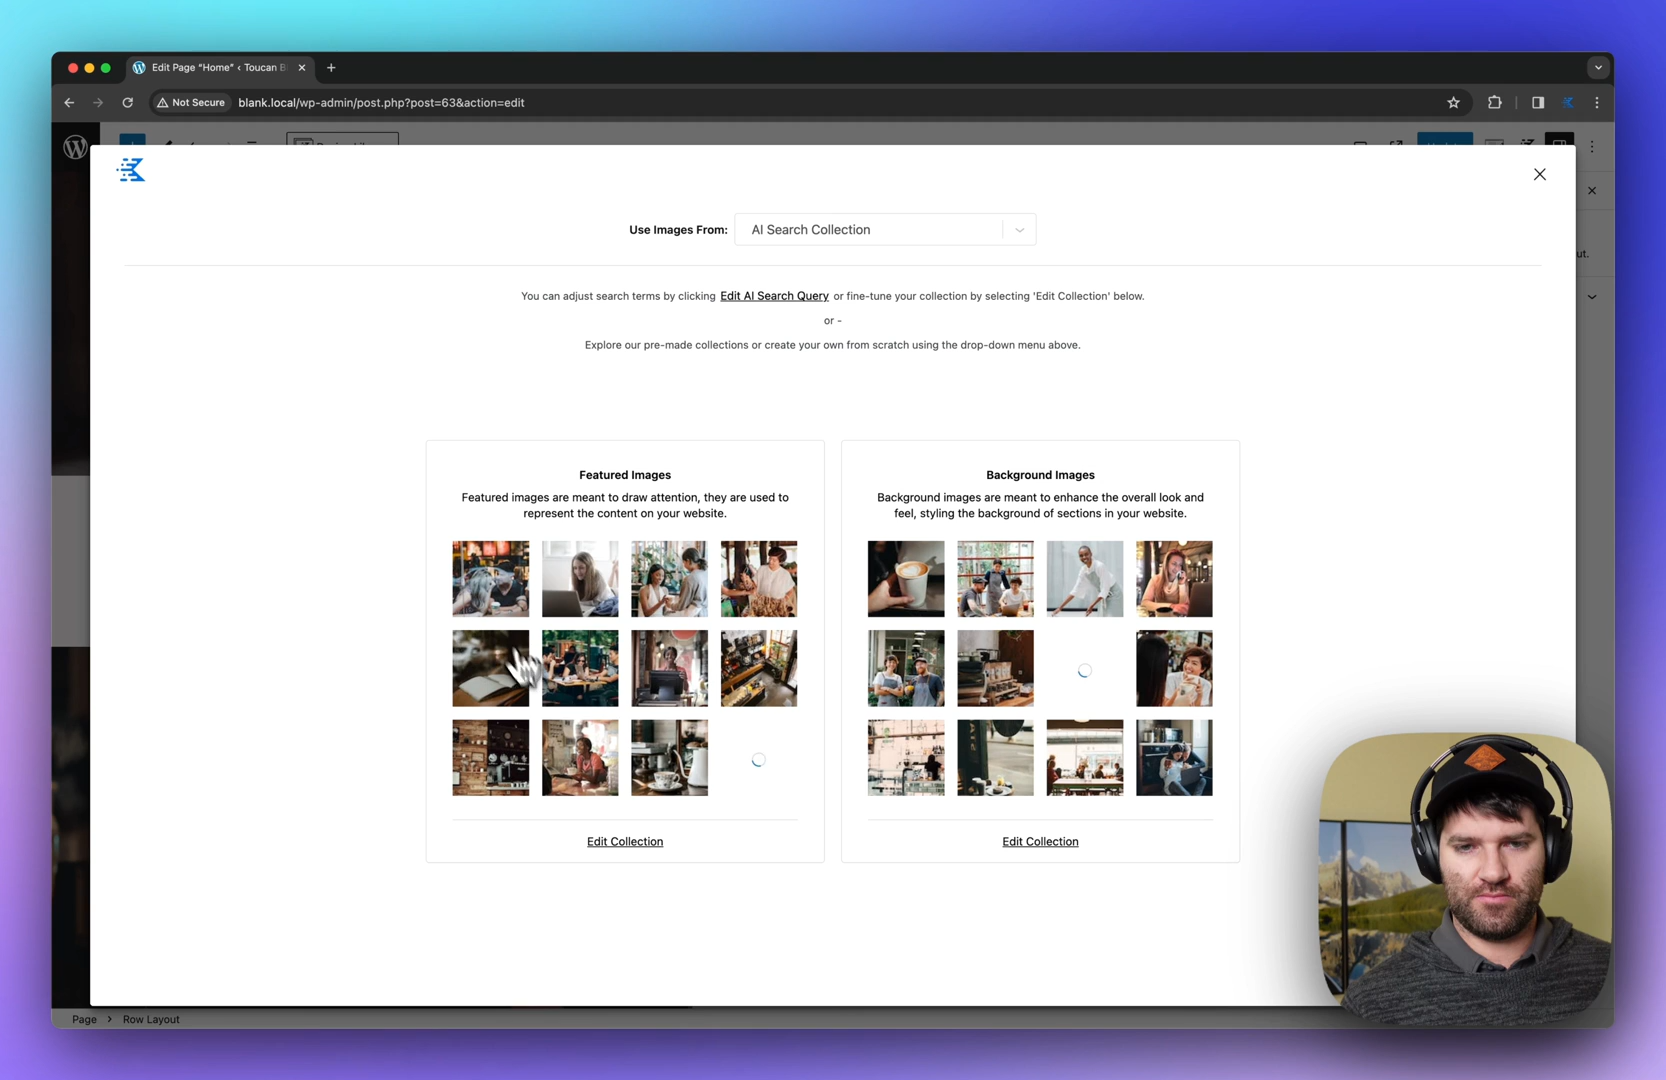 Edit Page “Home” ‹ Toucan B
Not Secure
blank.local/wp-admin/post.php?post=63&action=edit
Use Images From:
AI Search Collection
ut.
You can adjust search terms by clicking Edit AI Search Query or fine-tune your collection by selecting 'Edit Collection' below.
or -
Explore our pre-made collections or create your own from scratch using the drop-down menu above.
Featured Images
Featured images are meant to draw attention, they are used to
represent the content on your website.
Edit Collection
Background Images
Background images are meant to enhance the overall look and
feel, styling the background of sections in your website.
Edit Collection
Page › Row Layout